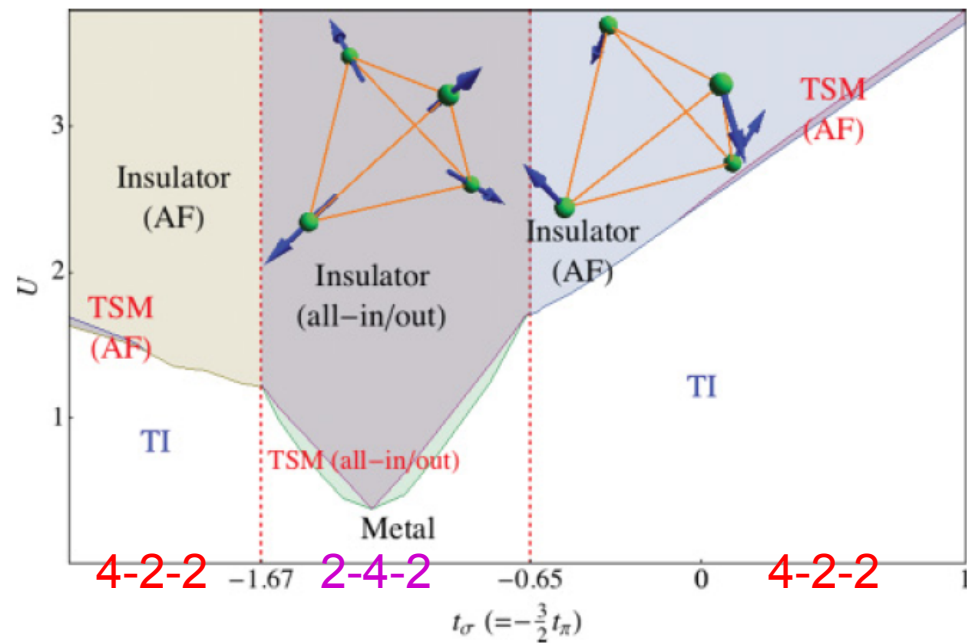 3
2
1
U
Insulator
(AF)
TSM
(AF)
TI
Insulator
(all−in/out)
TSM (all−in/out)
Metal
Insulator
(AF)
TSM
(AF)
TI
4-2-2 −1.67 2-4-2 −0.65 0 4-2-2 1
t_σ (=−3/2 t_π)